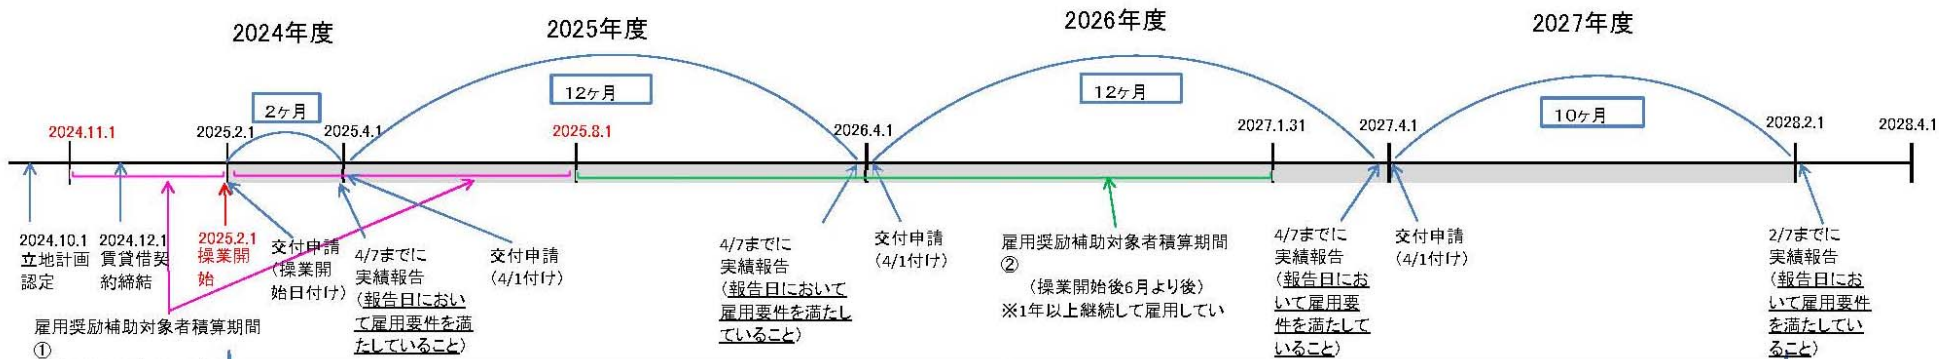 2024年度
2025年度
2026年度
2027年度
2ヶ月
12ヶ月
12ヶ月
10ヶ月
2024.11.1
2025.2.1
2025.4.1
2025.8.1
2026.4.1
2027.1.31
2027.4.1
2028.2.1
2028.4.1
2024.10.1
立地計画
認定
2024.12.1
賃貸借契
約締結
2025.2.1
操業開
始
交付申請
(操業開
始日付け)
4/7までに
実績報告
(報告日におい
て雇用要件を満
たしていること)
交付申請
(4/1付け)
4/7までに
実績報告
(報告日において
雇用要件を満たし
ていること)
交付申請
(4/1付け)
雇用奨励補助対象者積算期間
②
(操業開始後6月より後)
※1年以上継続して雇用してい
4/7までに
実績報告
(報告日にお
いて雇用要
件を満たして
いること)
交付申請
(4/1付け)
2/7までに
実績報告
(報告日にお
いて雇用要件
を満たしてい
ること)
雇用奨励補助対象者積算期間
①